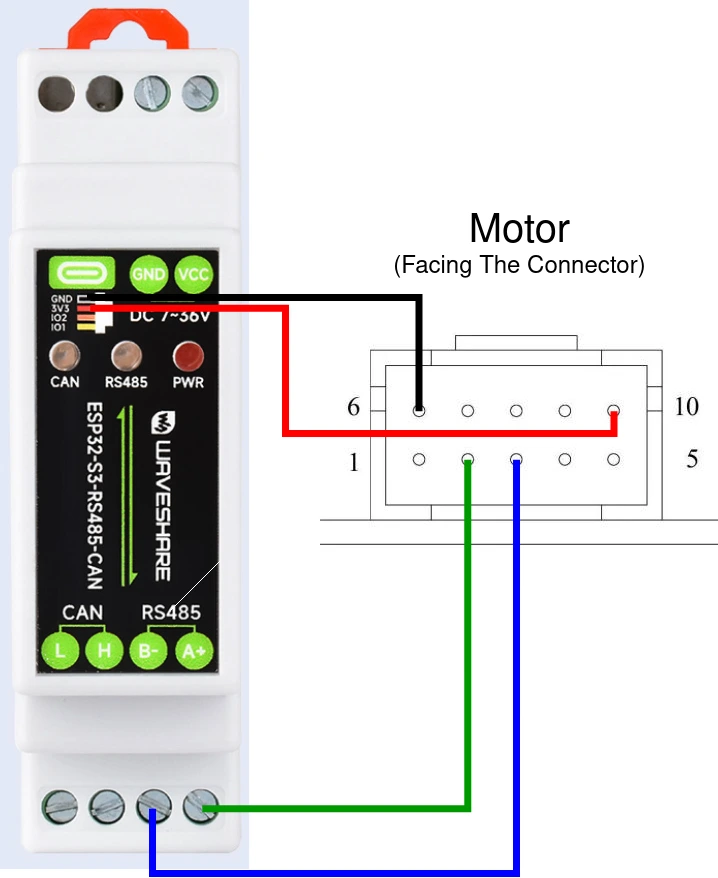 Motor
(Facing The Connector)
GND VCC
GND
3V3
IO2
IO1
DC 7~36V
CAN RS485 PWR
ESP32-S3-RS485-CAN
WAVESHARE
6 10
1 5
CAN RS485
L H B- A+